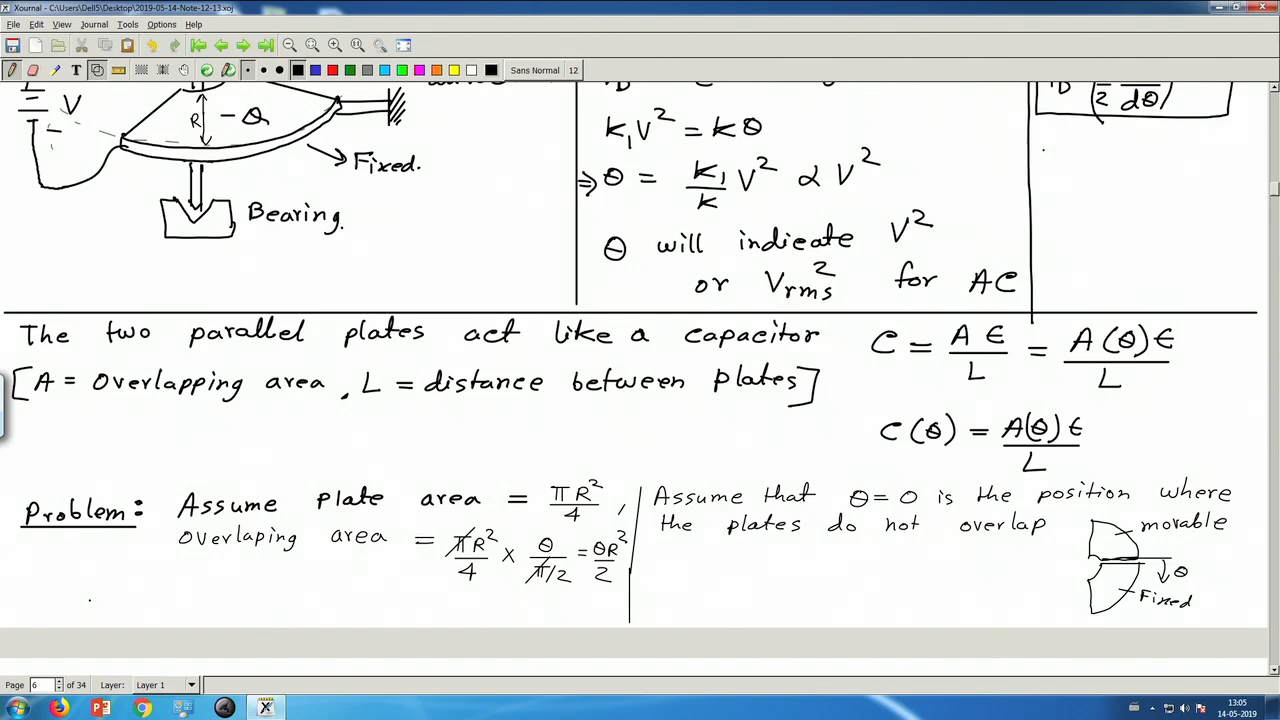 Xournal - C:\Users\Dell5\Desktop\2019-05-14-Note-12-13.xoj
File Edit View Journal Tools Options Help
Sans Normal 12
V
R
-θ
Fixed.
Bearing.
k₁V² = kθ
⇒ θ = k₁/k V² ∝ V²
θ will indicate V²
or Vrms² for AC
dθ
The two parallel plates act like a capacitor
[A = Overlapping area, L = distance between plates]
C = Aϵ/L = A(θ)ϵ/L
C(θ) = A(θ)ϵ/L
Problem: Assume plate area = πR²/4,
overlaping area = πR²/4 × θ/π/2 = θR²/2
Assume that θ=0 is the position where
the plates do not overlap
movable
θ
Fixed
Page 6 of 34 Layer: Layer 1
13:05
14-05-2019